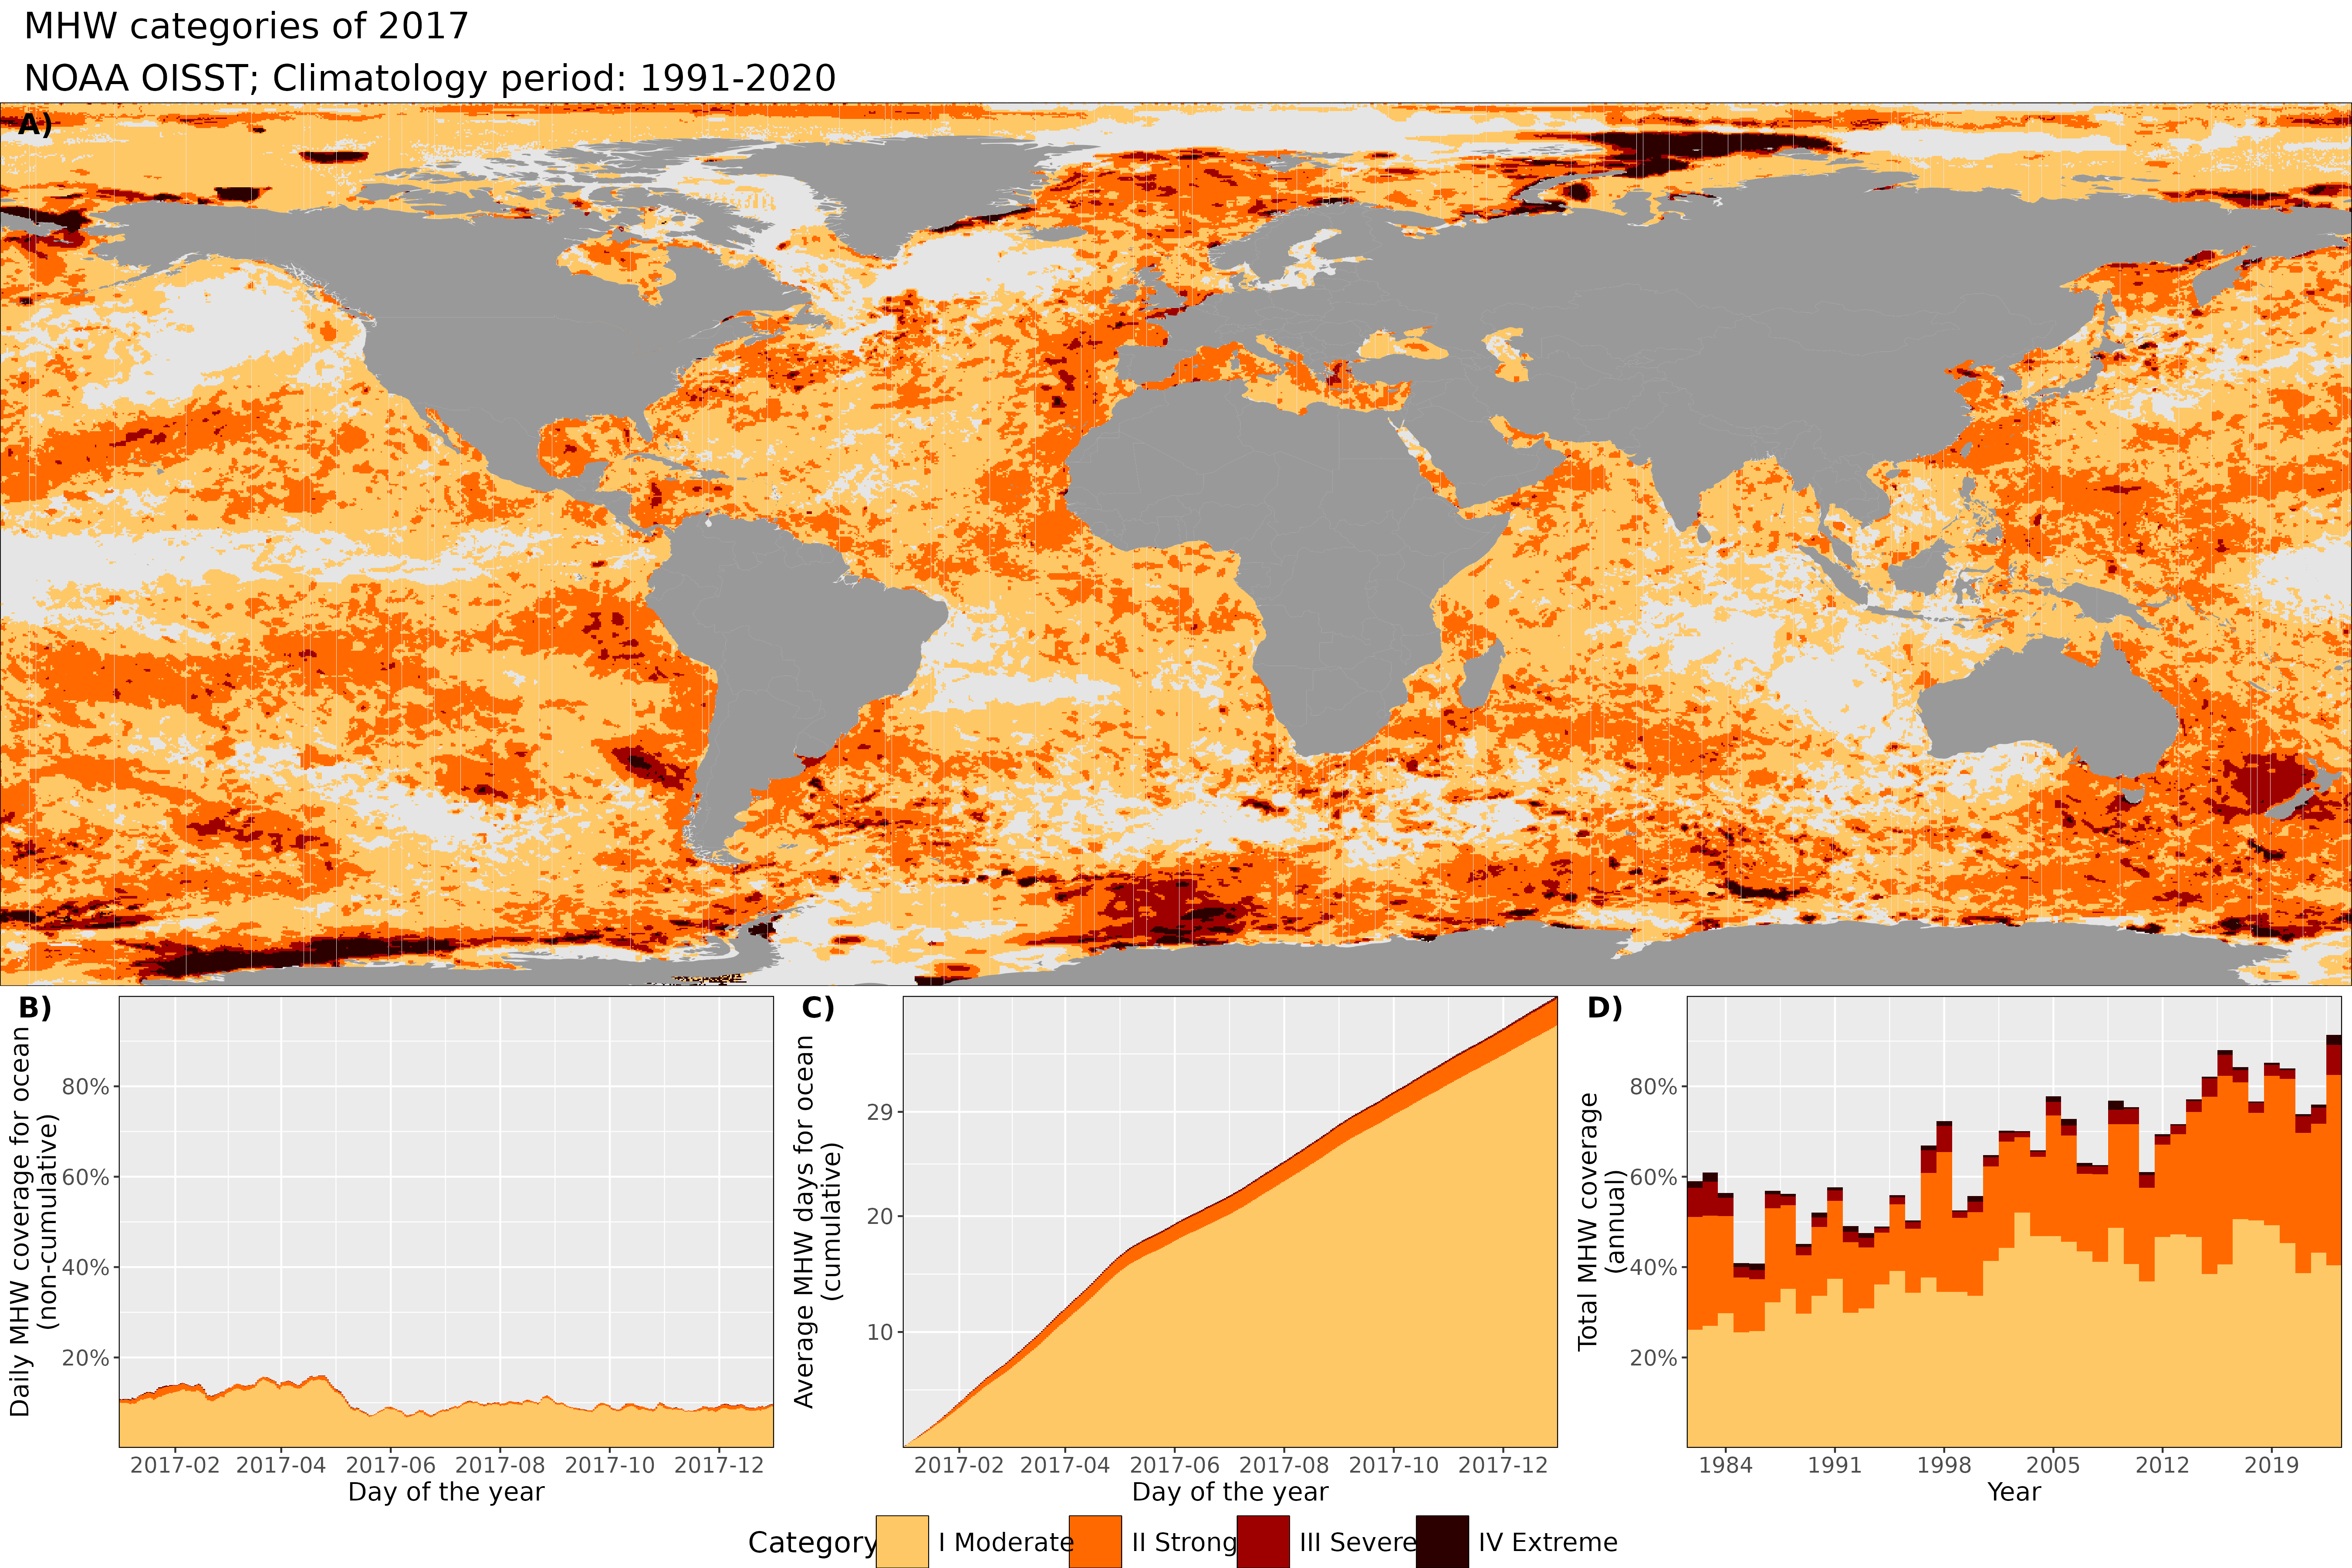 MHW categories of 2017
NOAA OISST; Climatology period: 1991-2020
A)
B)
Daily MHW coverage for ocean
(non-cumulative)
80%
60%
40%
20%
2017-02 2017-04 2017-06 2017-08 2017-10 2017-12
Day of the year
C)
Average MHW days for ocean
(cumulative)
29
20
10
2017-02 2017-04 2017-06 2017-08 2017-10 2017-12
Day of the year
D)
Total MHW coverage
(annual)
80%
60%
40%
20%
1984 1991 1998 2005 2012 2019
Year
Category I Moderate II Strong III Severe IV Extreme